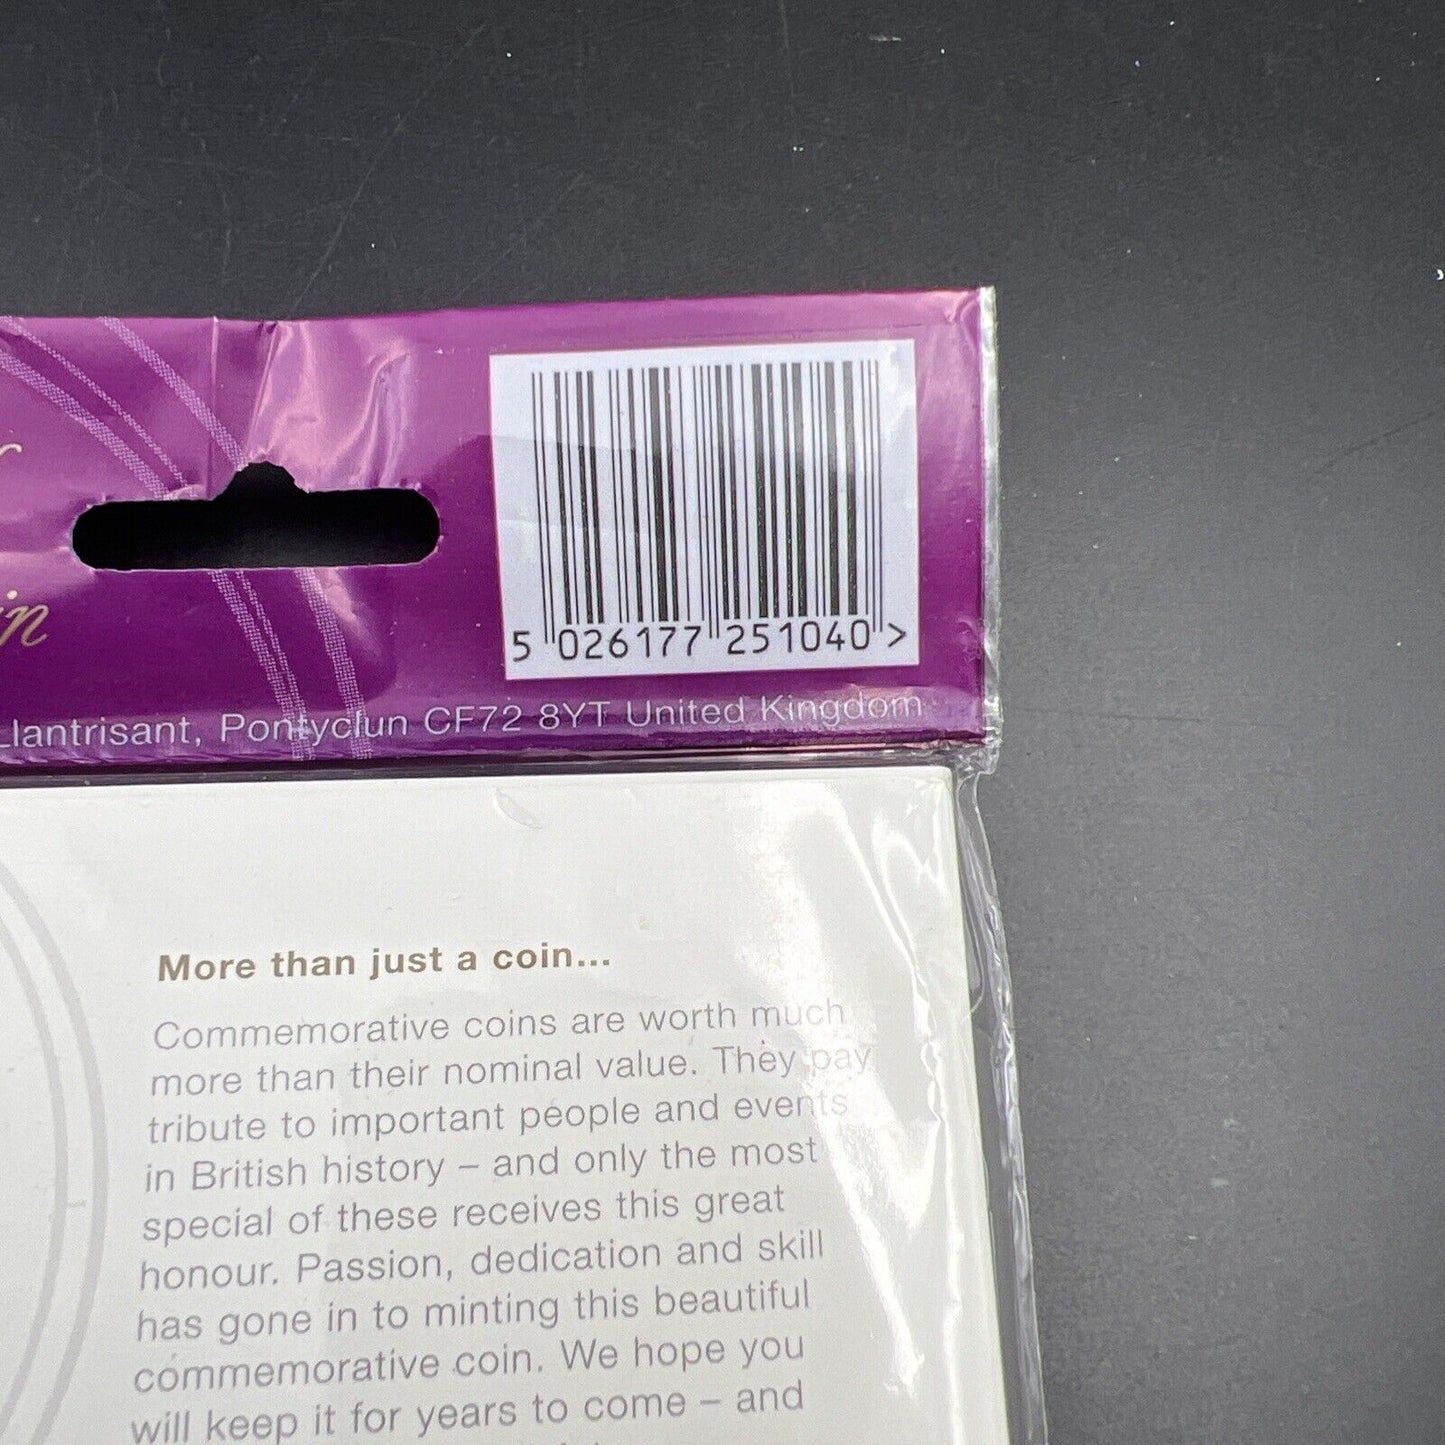 in
5 026177 251040 >
Llantrisant, Pontyclun CF72 8YT United Kingdom
More than just a coin...
Commemorative coins are worth much
more than their nominal value. They pay
tribute to important people and events
in British history – and only the most
special of these receives this great
honour. Passion, dedication and skill
has gone in to minting this beautiful
commemorative coin. We hope you
will keep it for years to come – and